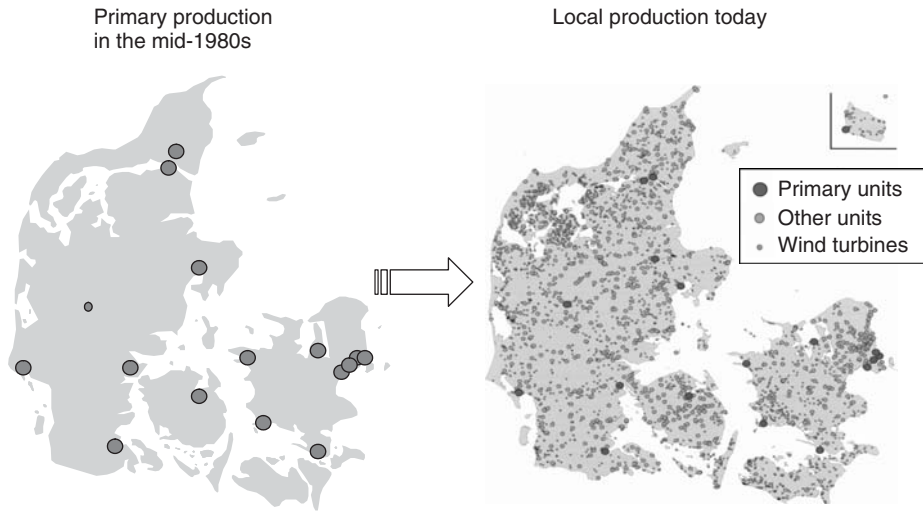 Primary production
in the mid-1980s
Local production today
Primary units
Other units
Wind turbines